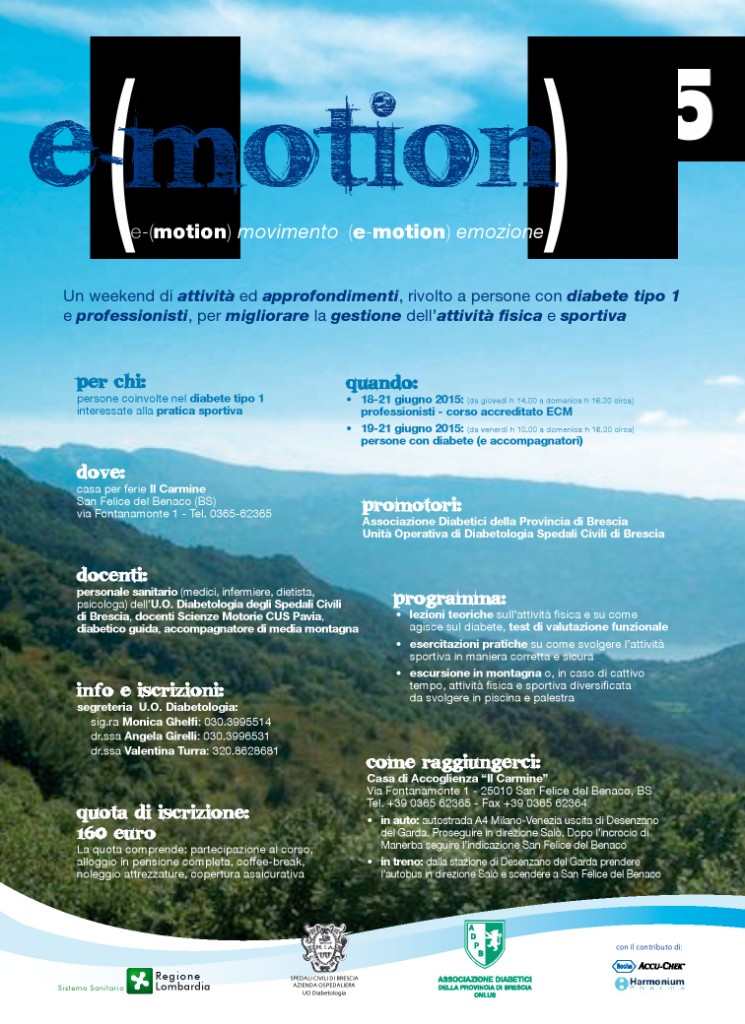 5
e-(motion)
e-(motion) movimento (e-motion) emozione
Un weekend di attività ed approfondimenti, rivolto a persone con diabete tipo 1
e professionisti, per migliorare la gestione dell'attività fisica e sportiva
per chi:
persone coinvolte nel diabete tipo 1
interessate alla pratica sportiva
quando:
• 18-21 giugno 2015: (da giovedì h 14.00 a domenica h 16.30 circa)
professionisti - corso accreditato ECM
• 19-21 giugno 2015: (da venerdì h 10.00 a domenica h 16.30 circa)
persone con diabete (e accompagnatori)
dove:
casa per ferie Il Carmine
San Felice del Benaco (BS)
via Fontanamonte 1 - Tel. 0365-62365
promotori:
Associazione Diabetici della Provincia di Brescia
Unità Operativa di Diabetologia Spedali Civili di Brescia
docenti:
personale sanitario (medici, infermiere, dietista,
psicologa) dell'U.O. Diabetologia degli Spedali Civili
di Brescia, docenti Scienze Motorie CUS Pavia,
diabetico guida, accompagnatore di media montagna
programma:
• lezioni teoriche sull'attività fisica e su come
agisce sul diabete, test di valutazione funzionale
• esercitazioni pratiche su come svolgere l'attività
sportiva in maniera corretta e sicura
• escursione in montagna o, in caso di cattivo
tempo, attività fisica e sportiva diversificata
da svolgere in piscina e palestra
info e iscrizioni:
segreteria U.O. Diabetologia:
sig.ra Monica Ghelfi: 030.3995514
dr.ssa Angela Girelli: 030.3996531
dr.ssa Valentina Turra: 320.8628681
come raggiungerci:
Casa di Accoglienza "Il Carmine"
Via Fontanamonte 1 - 25010 San Felice del Benaco, BS
Tel. +39 0365 62365 - Fax +39 0365 62364
• in auto: autostrada A4 Milano-Venezia uscita di Desenzano
del Garda. Proseguire in direzione Salò. Dopo l'incrocio di
Manerba seguire l'indicazione San Felice del Benaco
• in treno: dalla stazione di Desenzano del Garda prendere
l'autobus in direzione Salò e scendere a San Felice del Benaco
quota di iscrizione:
160 euro
La quota comprende: partecipazione al corso,
alloggio in pensione completa, coffee-break,
noleggio attrezzature, copertura assicurativa
Sistema Sanitario
Regione
Lombardia
SPEDALI CIVILI DI BRESCIA
AZIENDA OSPEDALIERA
UO Diabetologia
A D
P B
ASSOCIAZIONE DIABETICI
DELLA PROVINCIA DI BRESCIA
ONLUS
con il contributo di:
Roche ACCU-CHEK
Harmonium